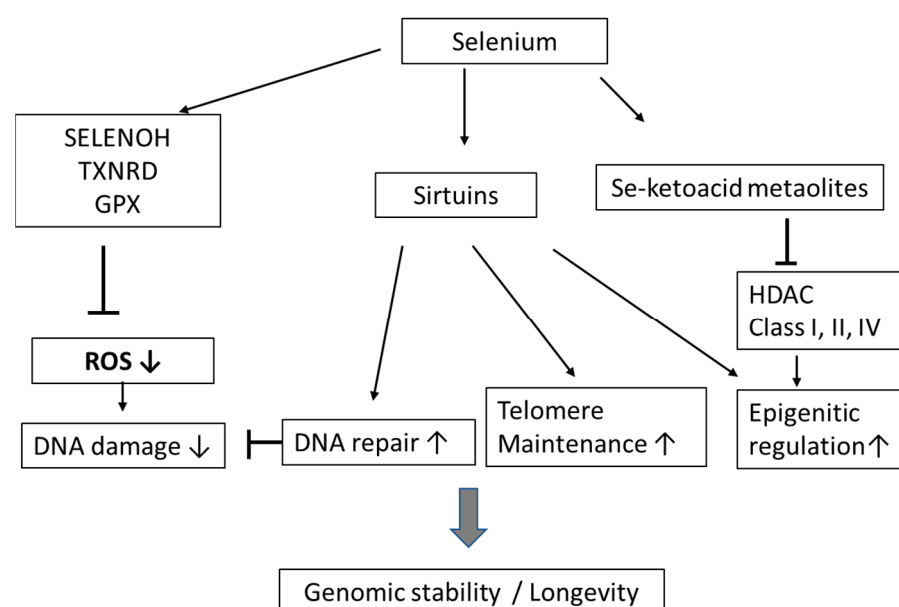 Selenium
SELENOH
TXNRD
GPX
Sirtuins
Se-ketoacid metaolites
HDAC
Class I, II, IV
ROS ↓
DNA damage ↓
DNA repair ↑
Telomere
Maintenance ↑
Epigenitic
regulation↑
Genomic stability / Longevity